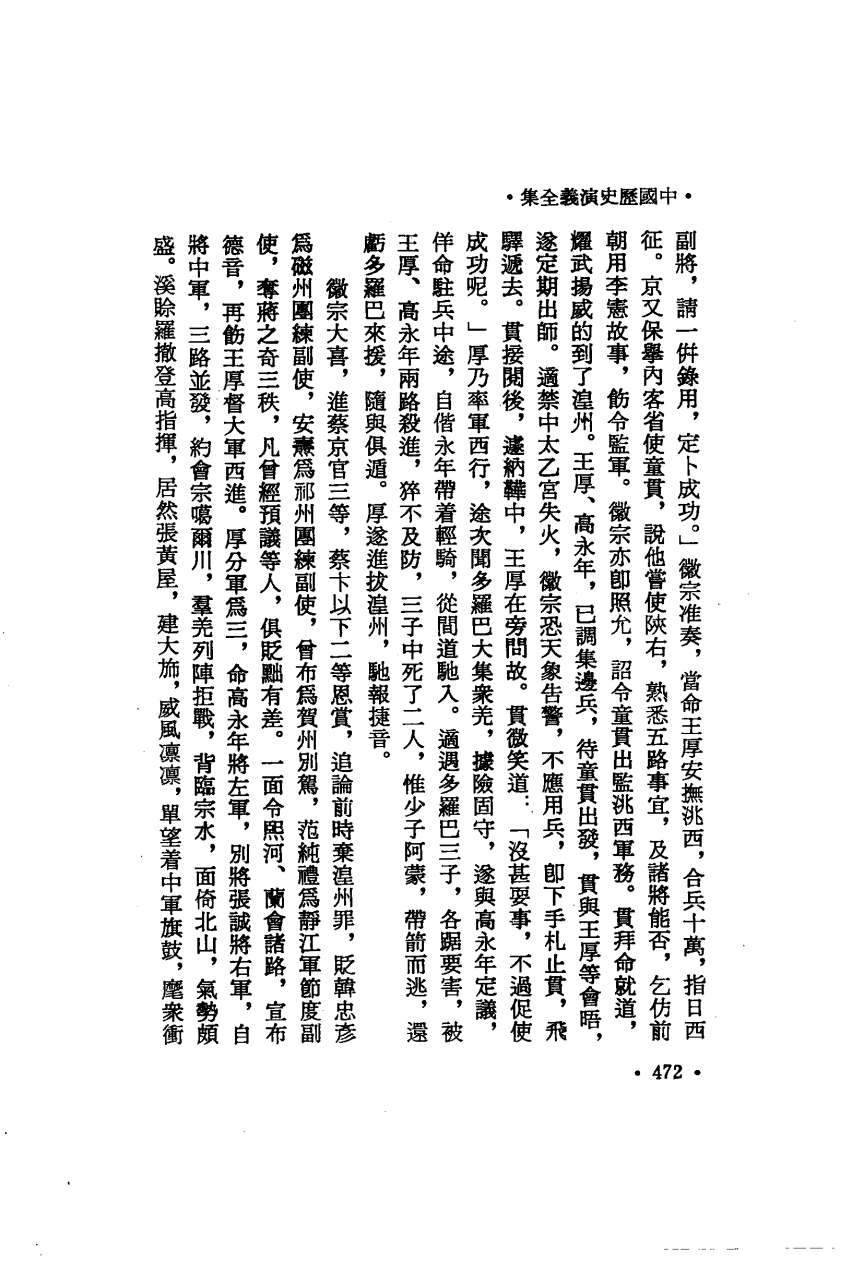 •中國歷史演義全集•
副將，請一併錄用，定卜成功。」徽宗准奏，當命王厚安撫洮西，合兵十萬，指日西
征。京又保舉內客省使童貫，說他嘗使陝右，熟悉五路事宜，及諸將能否，乞仿前
朝用李憲故事，飭令監軍。徽宗亦卽照允，詔令童貫出監洮西軍務。貫拜命就道，
耀武揚威的到了湟州。王厚、高永年，已調集邊兵，待童貫出發，貫與王厚等會晤，
遂定期出師。適禁中太乙宮失火，徽宗恐天象告警，不應用兵，卽下手札止貫，飛
驛遞去。貫接閱後，遽納鞾中，王厚在旁問故。貫微笑道：「沒甚要事，不過促使
成功呢。」厚乃率軍西行，途次聞多羅巴大集衆羌，據險固守，遂與高永年定議，
佯命駐兵中途，自偕永年帶着輕騎，從間道馳入。適遇多羅巴三子，各踞要害，被
王厚、高永年兩路殺進，猝不及防，三子中死了二人，惟少子阿蒙，帶箭而逃，還
虧多羅巴來援，隨與俱遁。厚遂進拔湟州，馳報捷音。
徽宗大喜，進蔡京官三等，蔡卞以下二等恩賞，追論前時棄湟州罪，貶韓忠彥
爲磁州團練副使，安燾爲祁州團練副使，曾布爲賀州別駕，范純禮爲靜江軍節度副
使，奪蔣之奇三秩，凡曾經預議等人，俱貶黜有差。一面令熙河、蘭會諸路，宣布
德音，再飭王厚督大軍西進。厚分軍爲三，命高永年將左軍，別將張誠將右軍，自
將中軍，三路並發，約會宗噶爾川，羣羌列陣拒戰，背臨宗水，面倚北山，氣勢頗
盛。溪賒羅撒登高指揮，居然張黃屋，建大旆，威風凛凛，單望着中軍旗鼓，麾衆衝
•472•